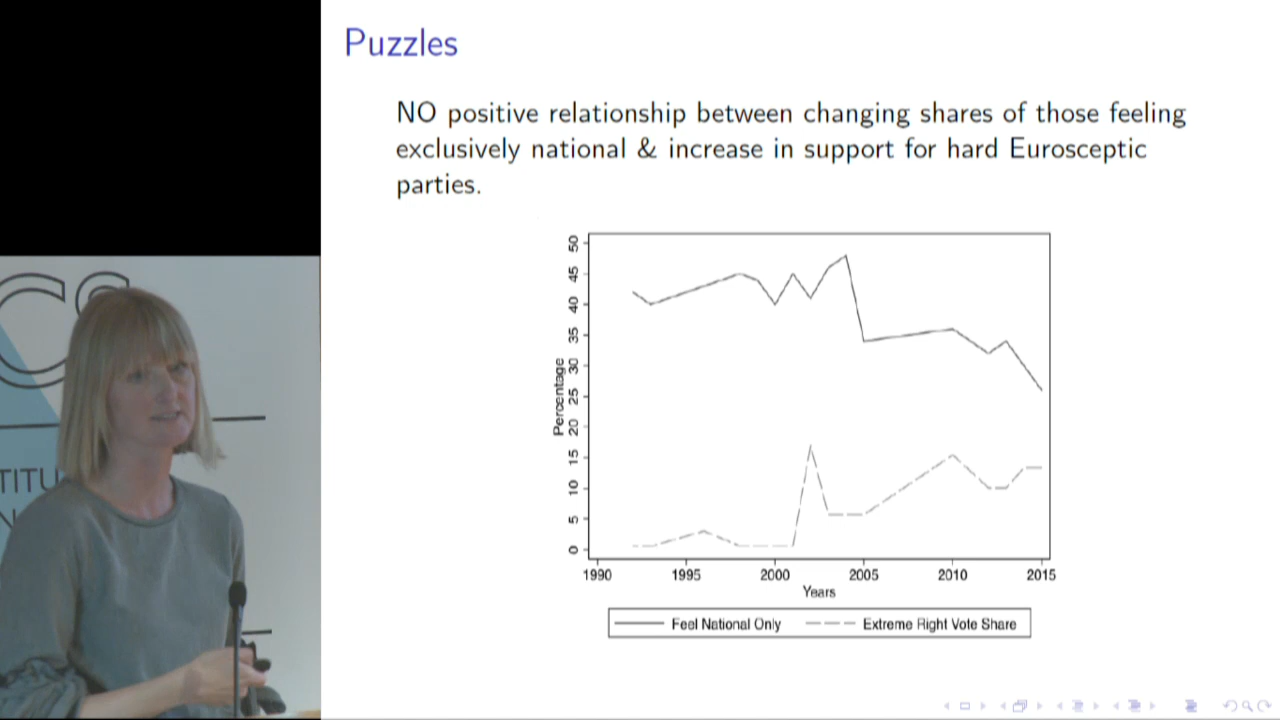 Puzzles
NO positive relationship between changing shares of those feeling
exclusively national & increase in support for hard Eurosceptic
parties.
50
45
40
35
30
25
20
15
10
5
0
Percentage
1990 1995 2000 2005 2010 2015
Years
Feel National Only Extreme Right Vote Share
CS
TITU
N